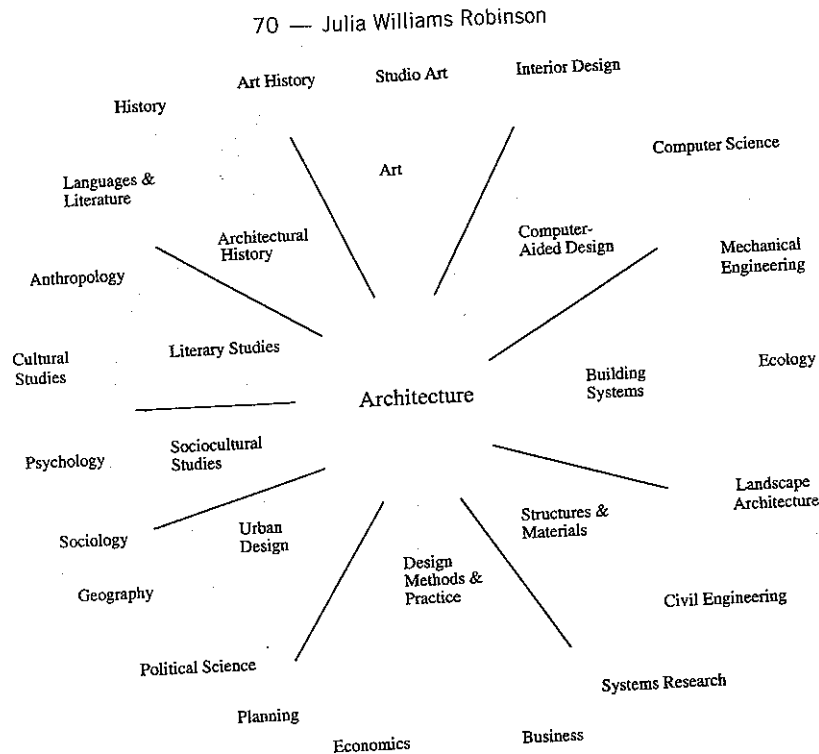 70 — Julia Williams Robinson
Art History
Studio Art
Interior Design
History
Computer Science
Art
Languages &
Literature
Architectural
History
Computer-
Aided Design
Mechanical
Engineering
Anthropology
Cultural
Studies
Literary Studies
Architecture
Building
Systems
Ecology
Psychology
Sociocultural
Studies
Landscape
Architecture
Sociology
Urban
Design
Structures &
Materials
Design
Methods &
Practice
Geography
Civil Engineering
Political Science
Systems Research
Planning
Economics
Business